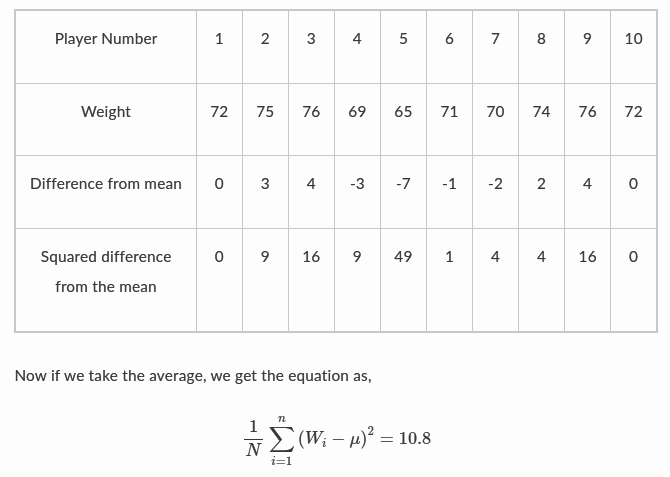 Player Number 1 2 3 4 5 6 7 8 9 10
Weight 72 75 76 69 65 71 70 74 76 72
Difference from mean 0 3 4 -3 -7 -1 -2 2 4 0
Squared difference
from the mean 0 9 16 9 49 1 4 4 16 0
Now if we take the average, we get the equation as,
\frac{1}{N} \sum_{i=1}^{n} (W_i - μ)^2 = 10.8